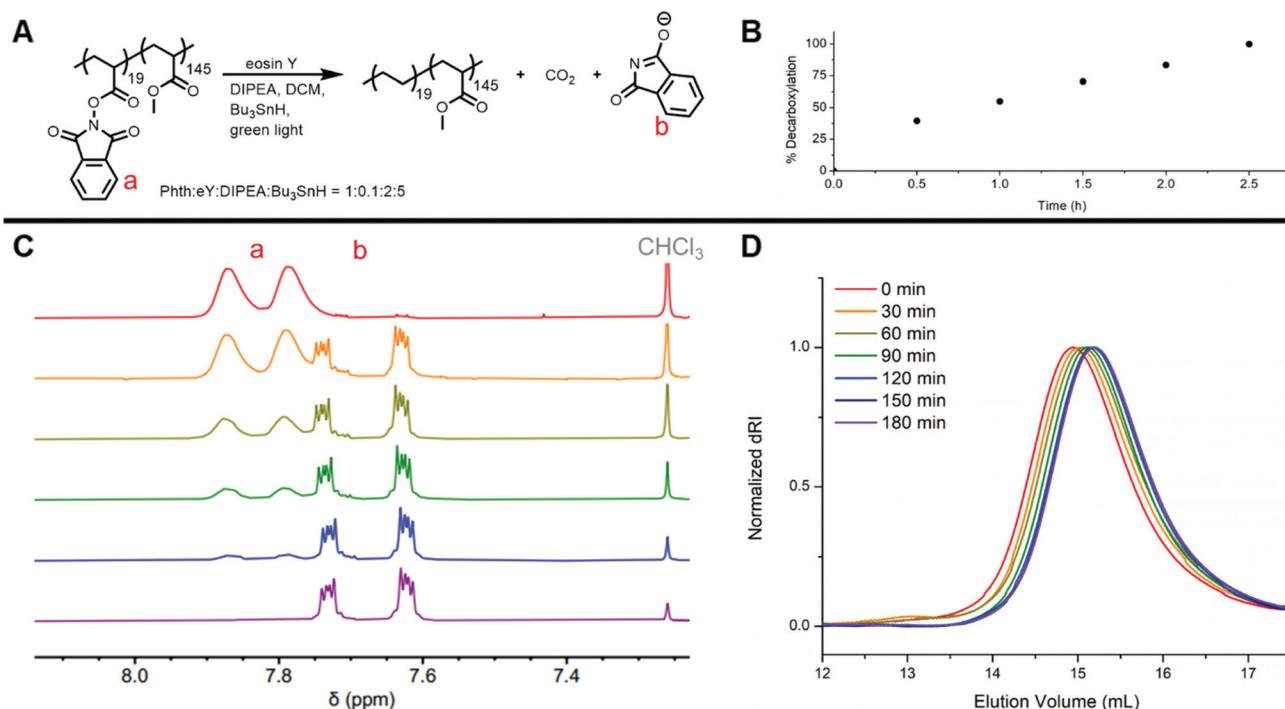 A
19
145
O
O
O
O
N
O
O
a
eosin Y
DIPEA, DCM,
Bu₃SnH,
green light
19
145
O
O
+ CO₂ +
⊖
O
N
O
b
Phth:eY:DIPEA:Bu₃SnH = 1:0.1:2:5
B
% Decarboxylation
100
75
50
25
0
0.0 0.5 1.0 1.5 2.0 2.5
Time (h)
C
a b CHCl₃
8.0 7.8 7.6 7.4
δ (ppm)
D
0 min
30 min
60 min
90 min
120 min
150 min
180 min
Normalized dRI
1.0
0.5
0.0
12 13 14 15 16 17
Elution Volume (mL)